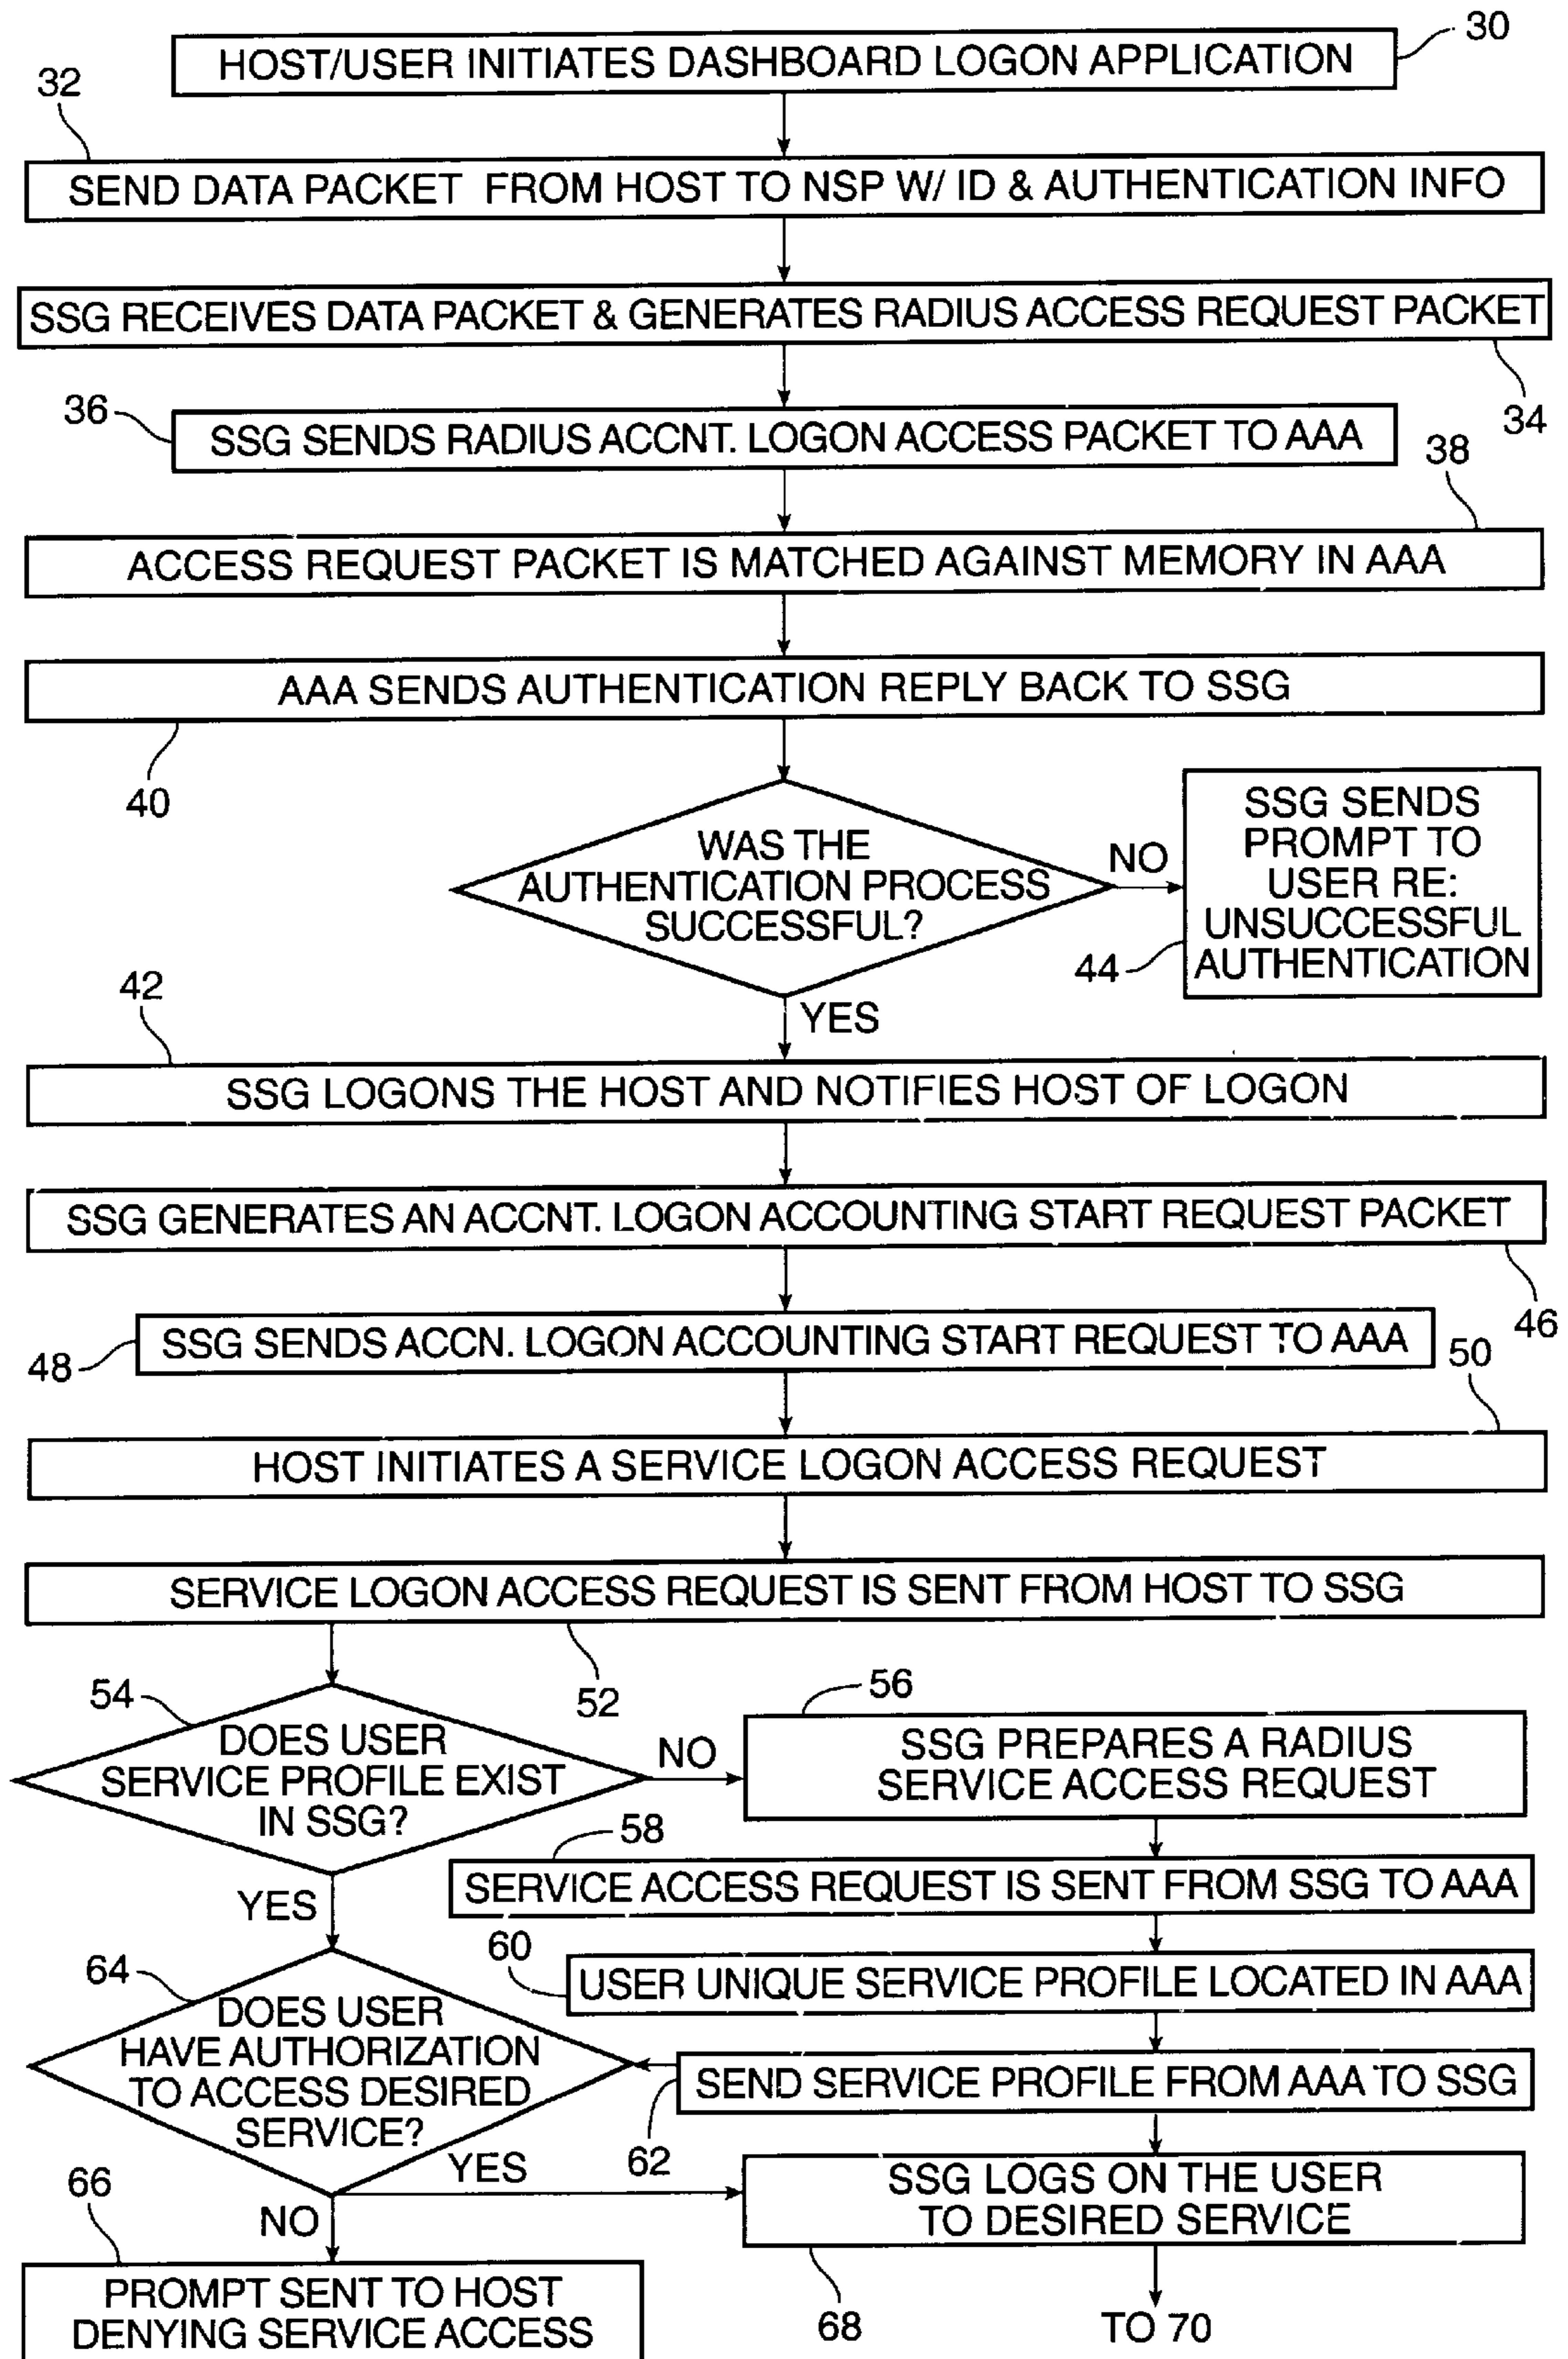 30
HOST/USER INITIATES DASHBOARD LOGON APPLICATION
32
SEND DATA PACKET FROM HOST TO NSP W/ ID & AUTHENTICATION INFO
SSG RECEIVES DATA PACKET & GENERATES RADIUS ACCESS REQUEST PACKET
34
36
SSG SENDS RADIUS ACCNT. LOGON ACCESS PACKET TO AAA
38
ACCESS REQUEST PACKET IS MATCHED AGAINST MEMORY IN AAA
AAA SENDS AUTHENTICATION REPLY BACK TO SSG
40
WAS THE
AUTHENTICATION PROCESS
SUCCESSFUL?
NO
SSG SENDS
PROMPT TO
USER RE:
UNSUCCESSFUL
AUTHENTICATION
44
YES
42
SSG LOGONS THE HOST AND NOTIFIES HOST OF LOGON
SSG GENERATES AN ACCNT. LOGON ACCOUNTING START REQUEST PACKET
46
SSG SENDS ACCN. LOGON ACCOUNTING START REQUEST TO AAA
48
50
HOST INITIATES A SERVICE LOGON ACCESS REQUEST
SERVICE LOGON ACCESS REQUEST IS SENT FROM HOST TO SSG
52
54
DOES USER
SERVICE PROFILE EXIST
IN SSG?
NO
56
SSG PREPARES A RADIUS
SERVICE ACCESS REQUEST
58
SERVICE ACCESS REQUEST IS SENT FROM SSG TO AAA
YES
60
USER UNIQUE SERVICE PROFILE LOCATED IN AAA
64
DOES USER
HAVE AUTHORIZATION
TO ACCESS DESIRED
SERVICE?
SEND SERVICE PROFILE FROM AAA TO SSG
62
YES
SSG LOGS ON THE USER
TO DESIRED SERVICE
66
NO
PROMPT SENT TO HOST
DENYING SERVICE ACCESS
68
TO 70